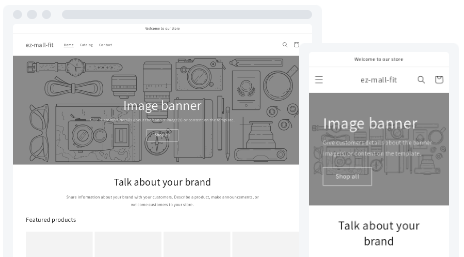 Welcome to our store
ez-mall-fit
Home Catalog Contact
Image banner
Shop all
Talk about your brand
Share information about your brand with your customers. Describe a product, make announcements, or
welcome customers to your store.
Featured products
Welcome to our store
ez-mall-fit
Image banner
Give customers details about the banner
image(s) or content on the template.
Shop all
Talk about your
brand